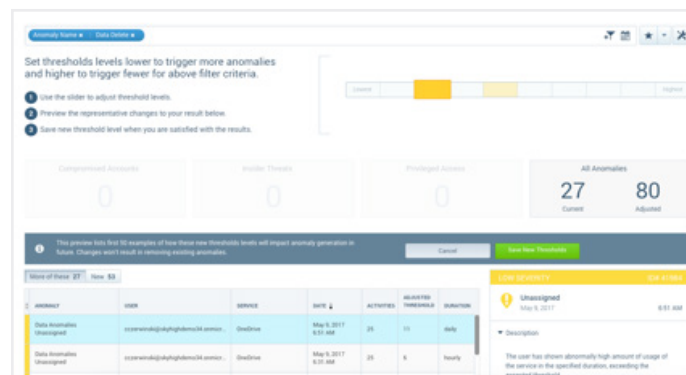 Anomaly Name Data Delete
Set thresholds levels lower to trigger more anomalies
and higher to trigger fewer for above filter criteria.
1 Use the slider to adjust threshold levels.
2 Preview the representative changes to your result below.
3 Save new threshold level when you are satisfied with the results.
Lowest Highest
Compromised Accounts Insider Threats Privileged Access All Anomalies
0 0 0 27 80
Current Adjusted
This preview lists first 50 examples of how these new thresholds levels will impact anomaly generation in
future. Changes won't result in removing existing anomalies.
Cancel Save New Thresholds
More of these 27 New 53
LOW SEVERITY
ANOMALY USER SERVICE DATE ACTIVITIES ADJUSTED THRESHOLD DURATION
Unassigned
May 9, 2017 6:51 AM
Data Anomalies
Unassigned
OneDrive May 9, 2017
6:51 AM
25 11 daily
Description
Data Anomalies
Unassigned
OneDrive May 9, 2017
6:31 AM
25 6 hourly
The user has shown abnormally high amount of usage of
the service in the specified duration, exceeding the